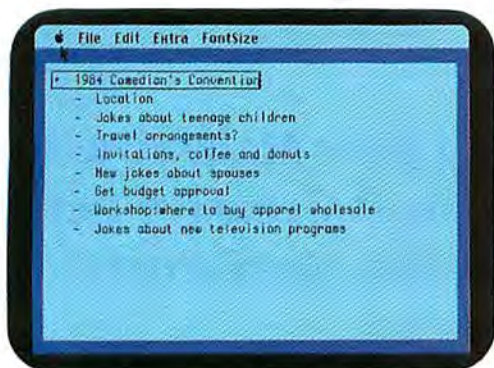 File Edit Extra FontSize
+ 1984 Comedian's Convention
- Location
- Jokes about teenage children
- Travel arrangements?
- Invitations, coffee and donuts
- New jokes about spouses
- Get budget approval
- Workshop:where to buy apparel wholesale
- Jokes about new television programs